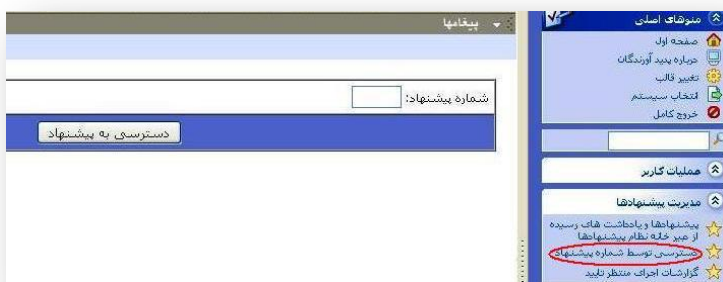 منوهای اصلی
صفحه اول
درباره پدید آورندگان
تغییر قالب
انتخاب سیستم
خروج کامل
عملیات کاربر
مدیریت پیشنهادها
پیشنهادها و یادداشت های رسیده
از دبیر خانه نظام پیشنهادها
دسترسی توسط شماره پیشنهاد
گزارشات اجرای منتظر تایید
پیغامها
شماره پیشنهاد:
دسترسی به پیشنهاد